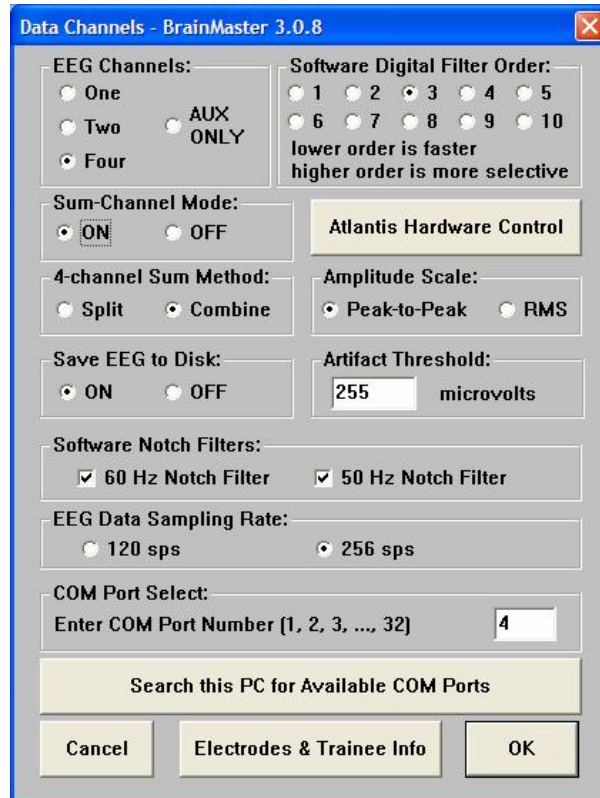 Data Channels - BrainMaster 3.0.8
EEG Channels:
One
Two
AUX ONLY
Four
Software Digital Filter Order:
1 2 3 4 5
6 7 8 9 10
lower order is faster
higher order is more selective
Sum-Channel Mode:
ON OFF
Atlantis Hardware Control
4-channel Sum Method:
Split Combine
Amplitude Scale:
Peak-to-Peak RMS
Save EEG to Disk:
ON OFF
Artifact Threshold:
255 microvolts
Software Notch Filters:
60 Hz Notch Filter 50 Hz Notch Filter
EEG Data Sampling Rate:
120 sps 256 sps
COM Port Select:
Enter COM Port Number (1, 2, 3, ..., 32) 4
Search this PC for Available COM Ports
Cancel Electrodes & Trainee Info OK